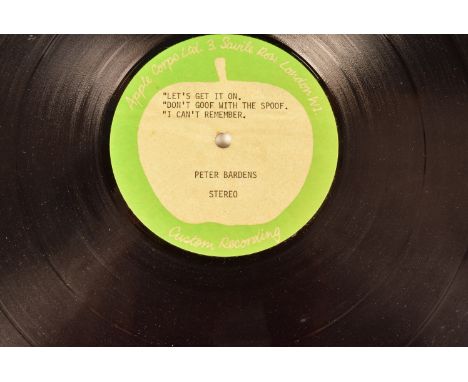 Apple Corps Ltd. 3. Savile Row London W1.
"LET'S GET IT ON.
"DON'T GOOF WITH THE SPOOF.
"I CAN'T REMEMBER.
PETER BARDENS
STEREO
Custom Recording